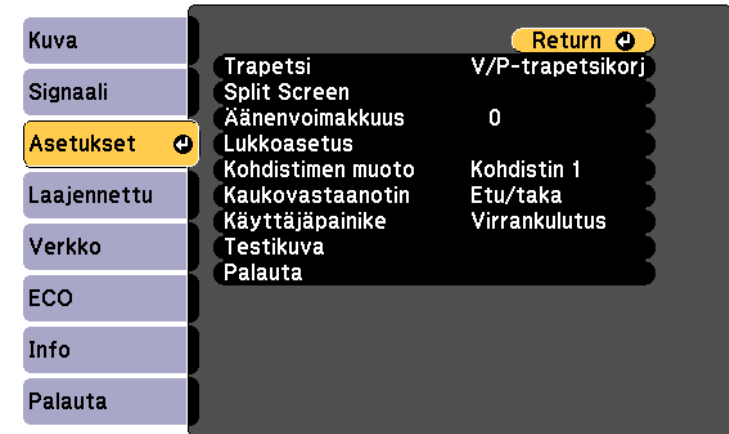 Kuva
Signaali
Asetukset
Laajennettu
Verkko
ECO
Info
Palauta
Return
Trapetsi V/P-trapetsikorj
Split Screen
Äänenvoimakkuus 0
Lukkoasetus
Kohdistimen muoto Kohdistin 1
Kaukovastaanotin Etu/taka
Käyttäjäpainike Virrankulutus
Testikuva
Palauta